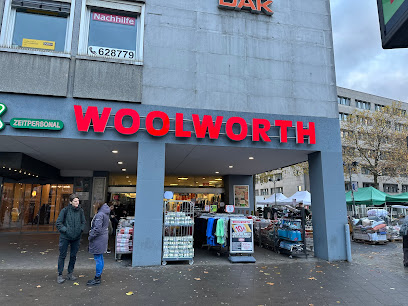 DAK
Nachhilfe
628779
ZEITPERSONAL
WOOLWORTH